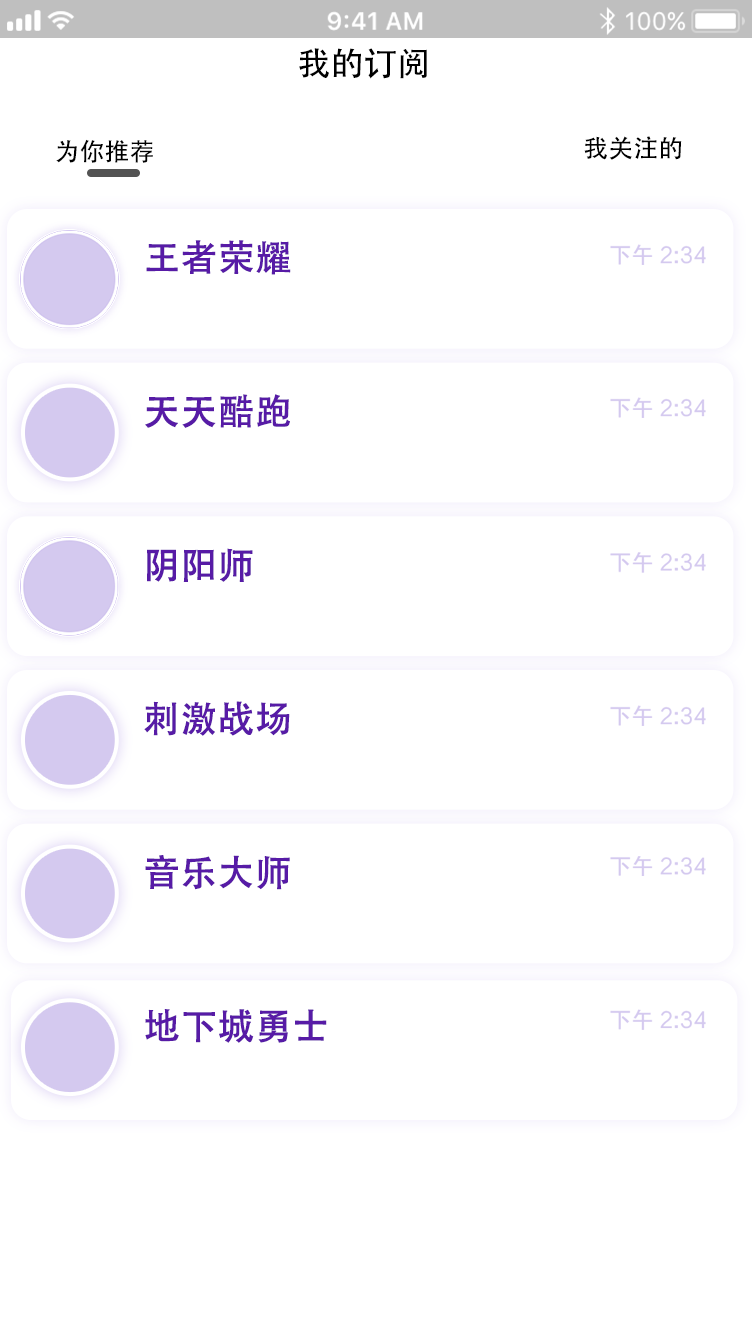 9:41 AM 100%
我的订阅
为你推荐 我关注的
王者荣耀 下午 2:34
天天酷跑 下午 2:34
阴阳师 下午 2:34
刺激战场 下午 2:34
音乐大师 下午 2:34
地下城勇士 下午 2:34